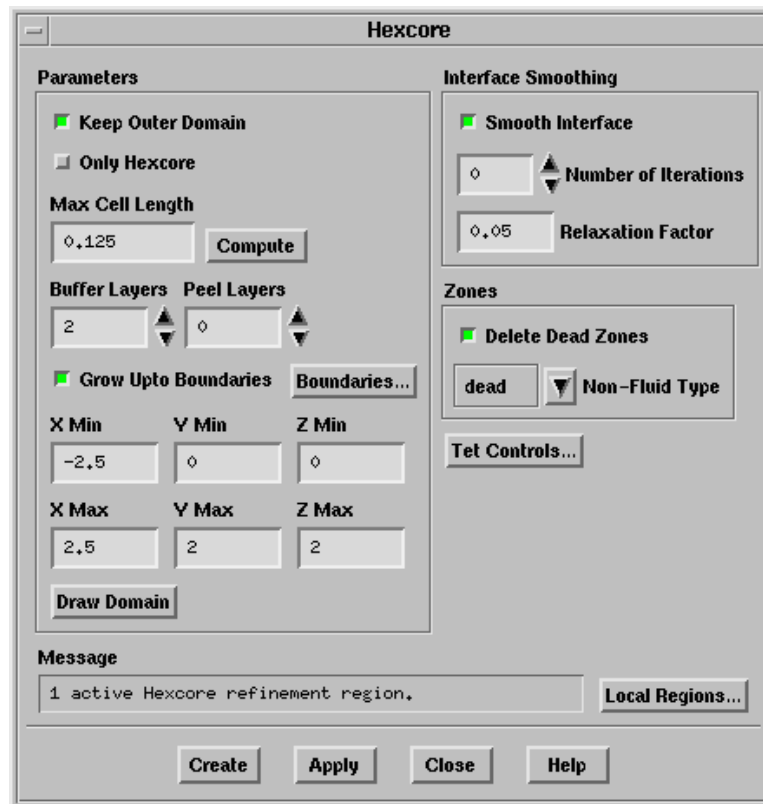 Hexcore
Parameters
Keep Outer Domain
Only Hexcore
Max Cell Length
0.125 Compute
Buffer Layers Peel Layers
2 0
Grow Upto Boundaries Boundaries...
X Min Y Min Z Min
-2.5 0 0
X Max Y Max Z Max
2.5 2 2
Draw Domain
Interface Smoothing
Smooth Interface
0 Number of Iterations
0.05 Relaxation Factor
Zones
Delete Dead Zones
dead Non-Fluid Type
Tet Controls...
Message
1 active Hexcore refinement region. Local Regions...
Create Apply Close Help